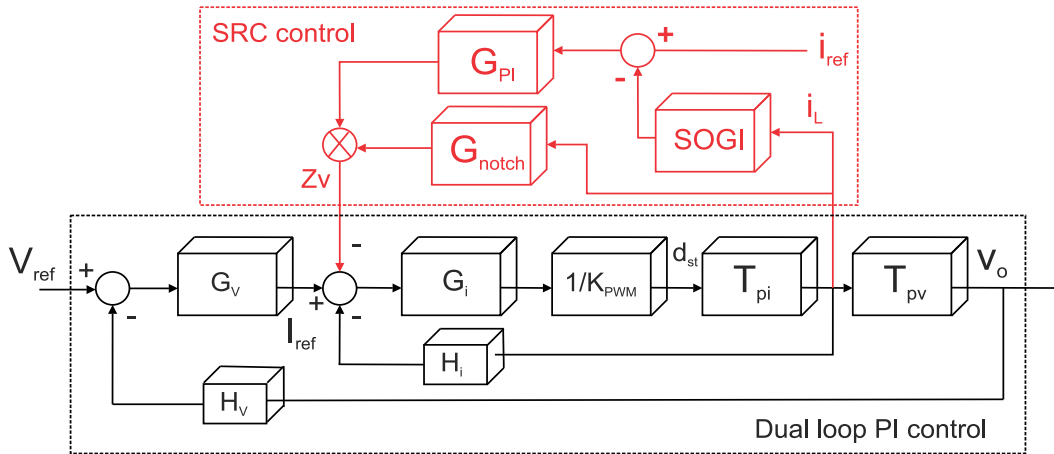 SRC control
G_PI
+
-
i_ref
i_L
SOGI
G_notch
Zv
V_ref
+
-
G_V
I_ref
+
-
-
G_i
1/K_PWM
d_st
T_pi
T_pv
v_o
H_i
H_V
Dual loop PI control